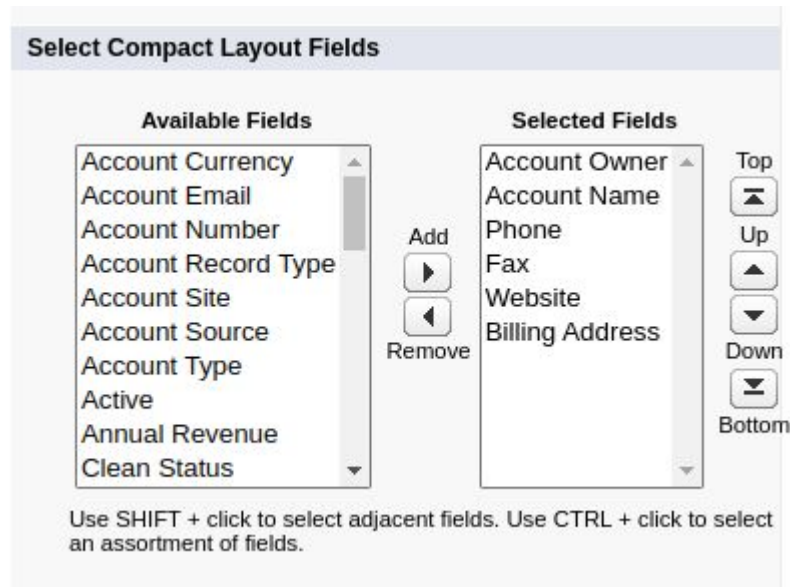 Select Compact Layout Fields
Available Fields
Account Currency
Account Email
Account Number
Account Record Type
Account Site
Account Source
Account Type
Active
Annual Revenue
Clean Status
Add
Remove
Selected Fields
Account Owner
Account Name
Phone
Fax
Website
Billing Address
Top
Up
Down
Bottom
Use SHIFT + click to select adjacent fields. Use CTRL + click to select
an assortment of fields.